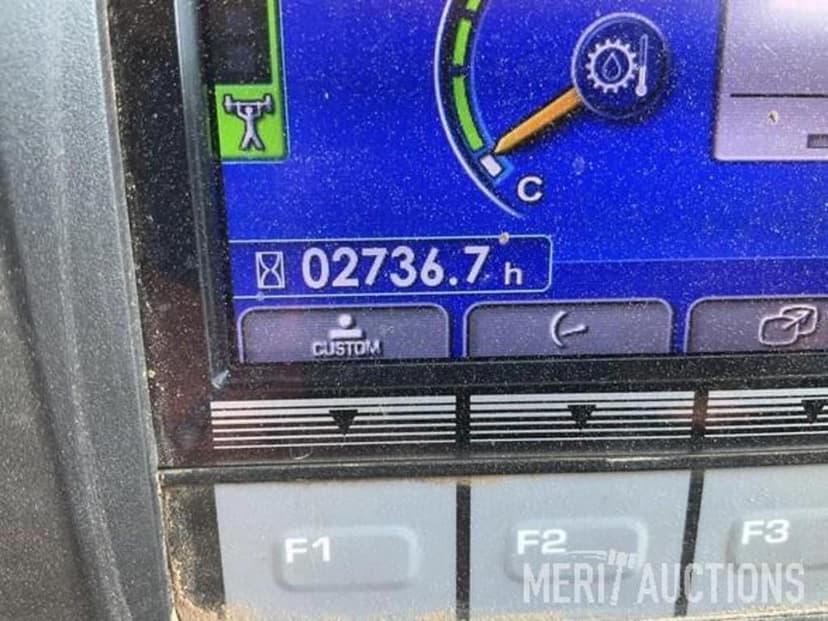 C
02736.7 h
CUSTOM
F1 F2 F3
MERIT AUCTIONS